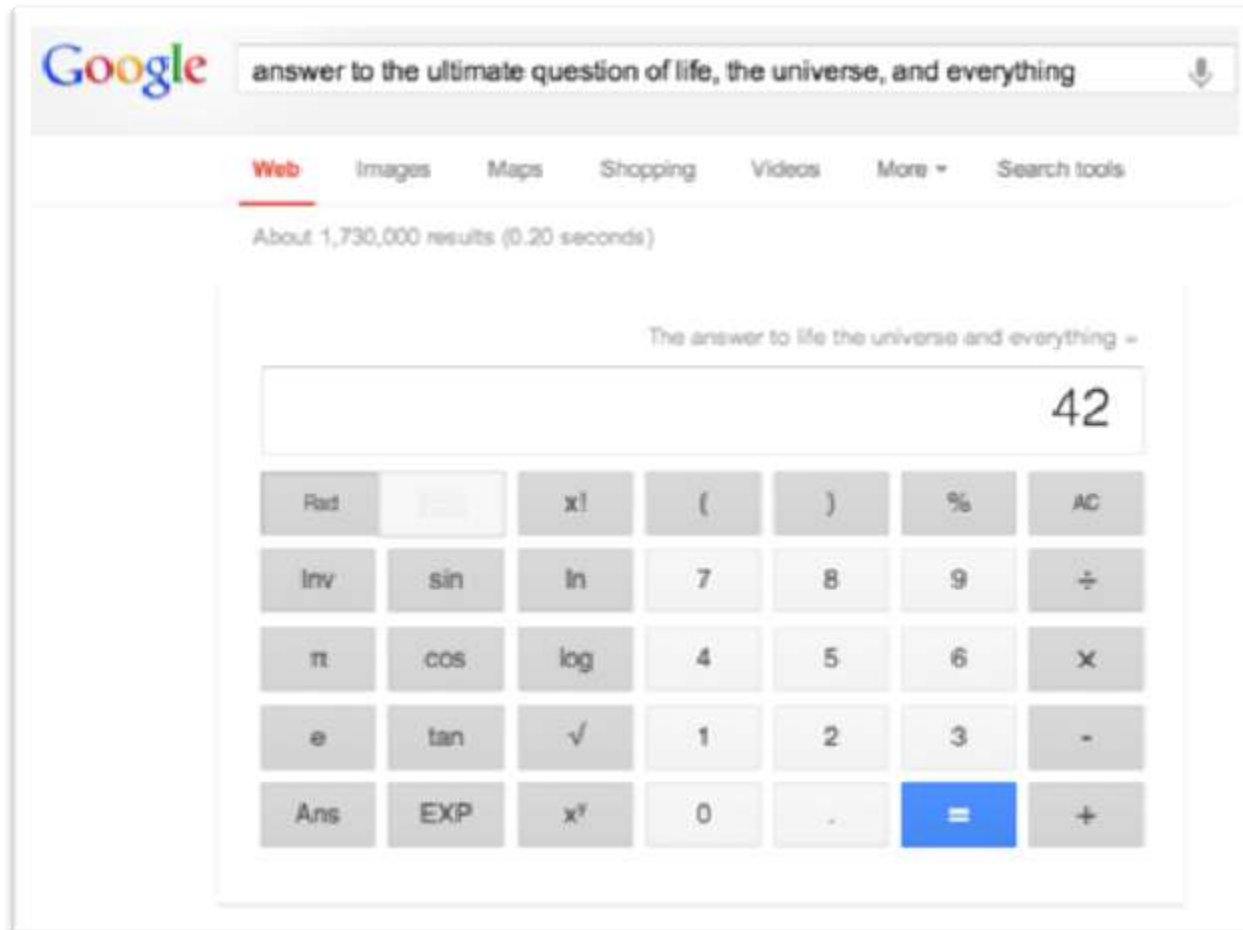 Google answer to the ultimate question of life, the universe, and everything
Web Images Maps Shopping Videos More Search tools
About 1,730,000 results (0.20 seconds)
The answer to life the universe and everything =
42
Rad x! ( ) % AC
Inv sin ln 7 8 9 ÷
π cos log 4 5 6 ×
e tan √ 1 2 3 -
Ans EXP xʸ 0 . = +